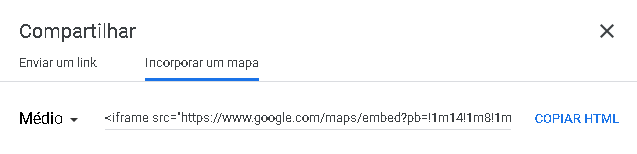 Compartilhar
Enviar um link
Incorporar um mapa
Médio
<iframe src="https://www.google.com/maps/embed?pb=!1m14!1m8!1m
COPIAR HTML